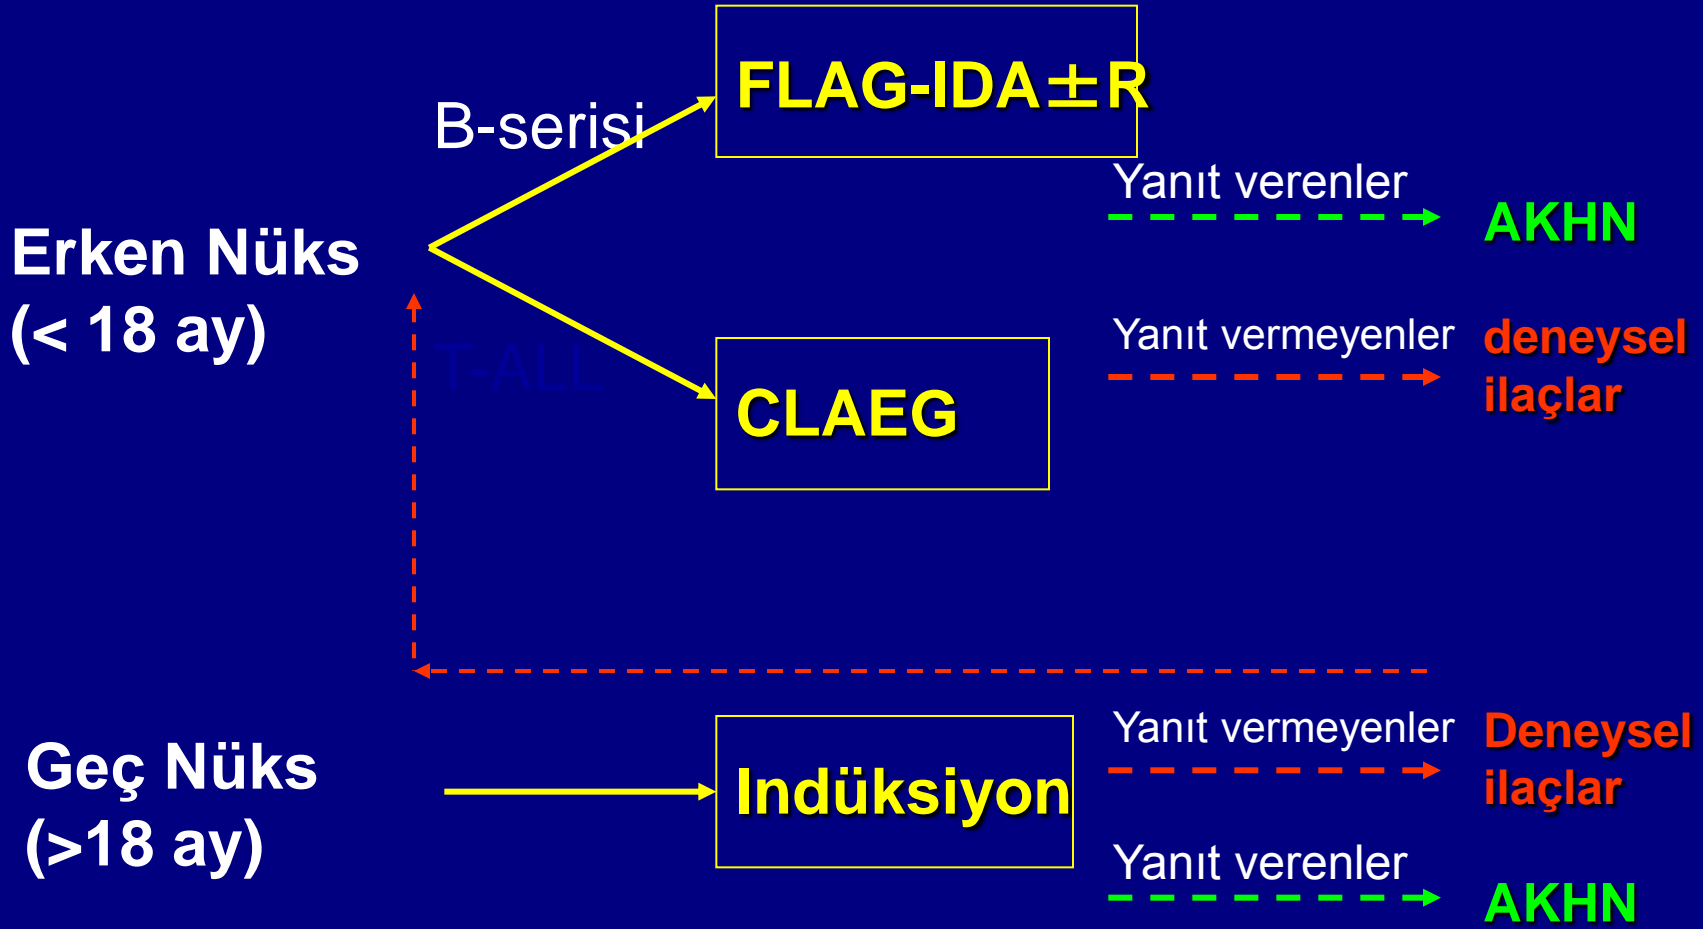 FLAG-IDA±R
B-serisi
Yanıt verenler
AKHN
Erken Nüks
(< 18 ay)
Yanıt vermeyenler
deneysel
ilaçlar
T-ALL
CLAEG
Yanıt vermeyenler
Deneysel
ilaçlar
Geç Nüks
(>18 ay)
Indüksiyon
Yanıt verenler
AKHN